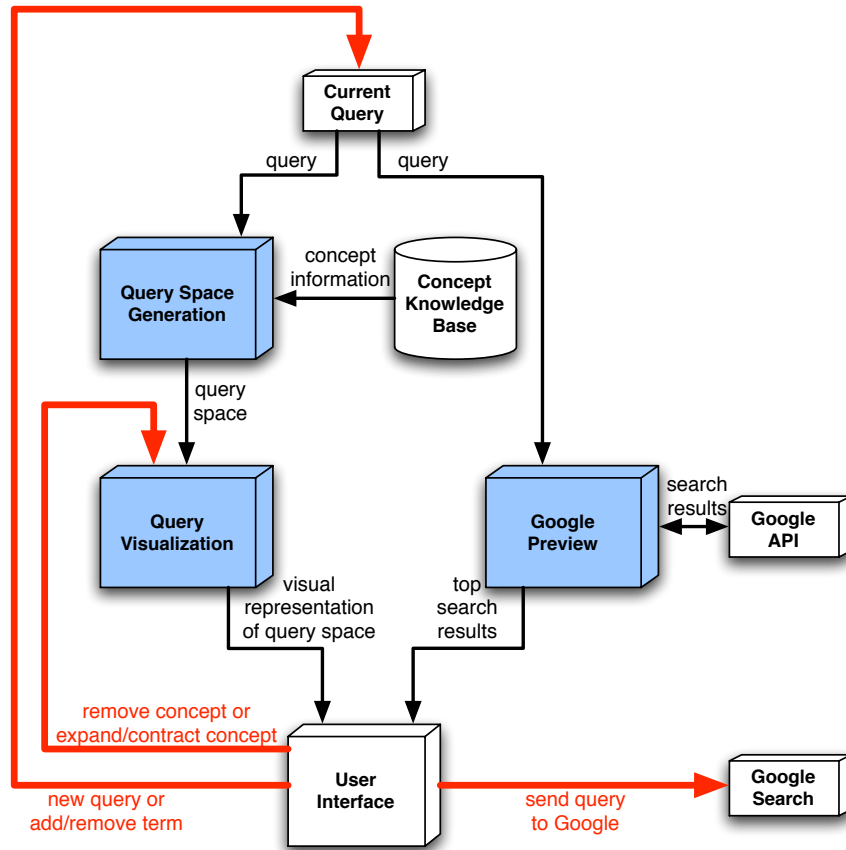 Current
Query
query
query
concept
information
Query Space
Generation
Concept
Knowledge
Base
query
space
Query
Visualization
Google
Preview
search
results
Google
API
visual
representation
of query space
top
search
results
remove concept or
expand/contract concept
User
Interface
Google
Search
new query or
add/remove term
send query
to Google